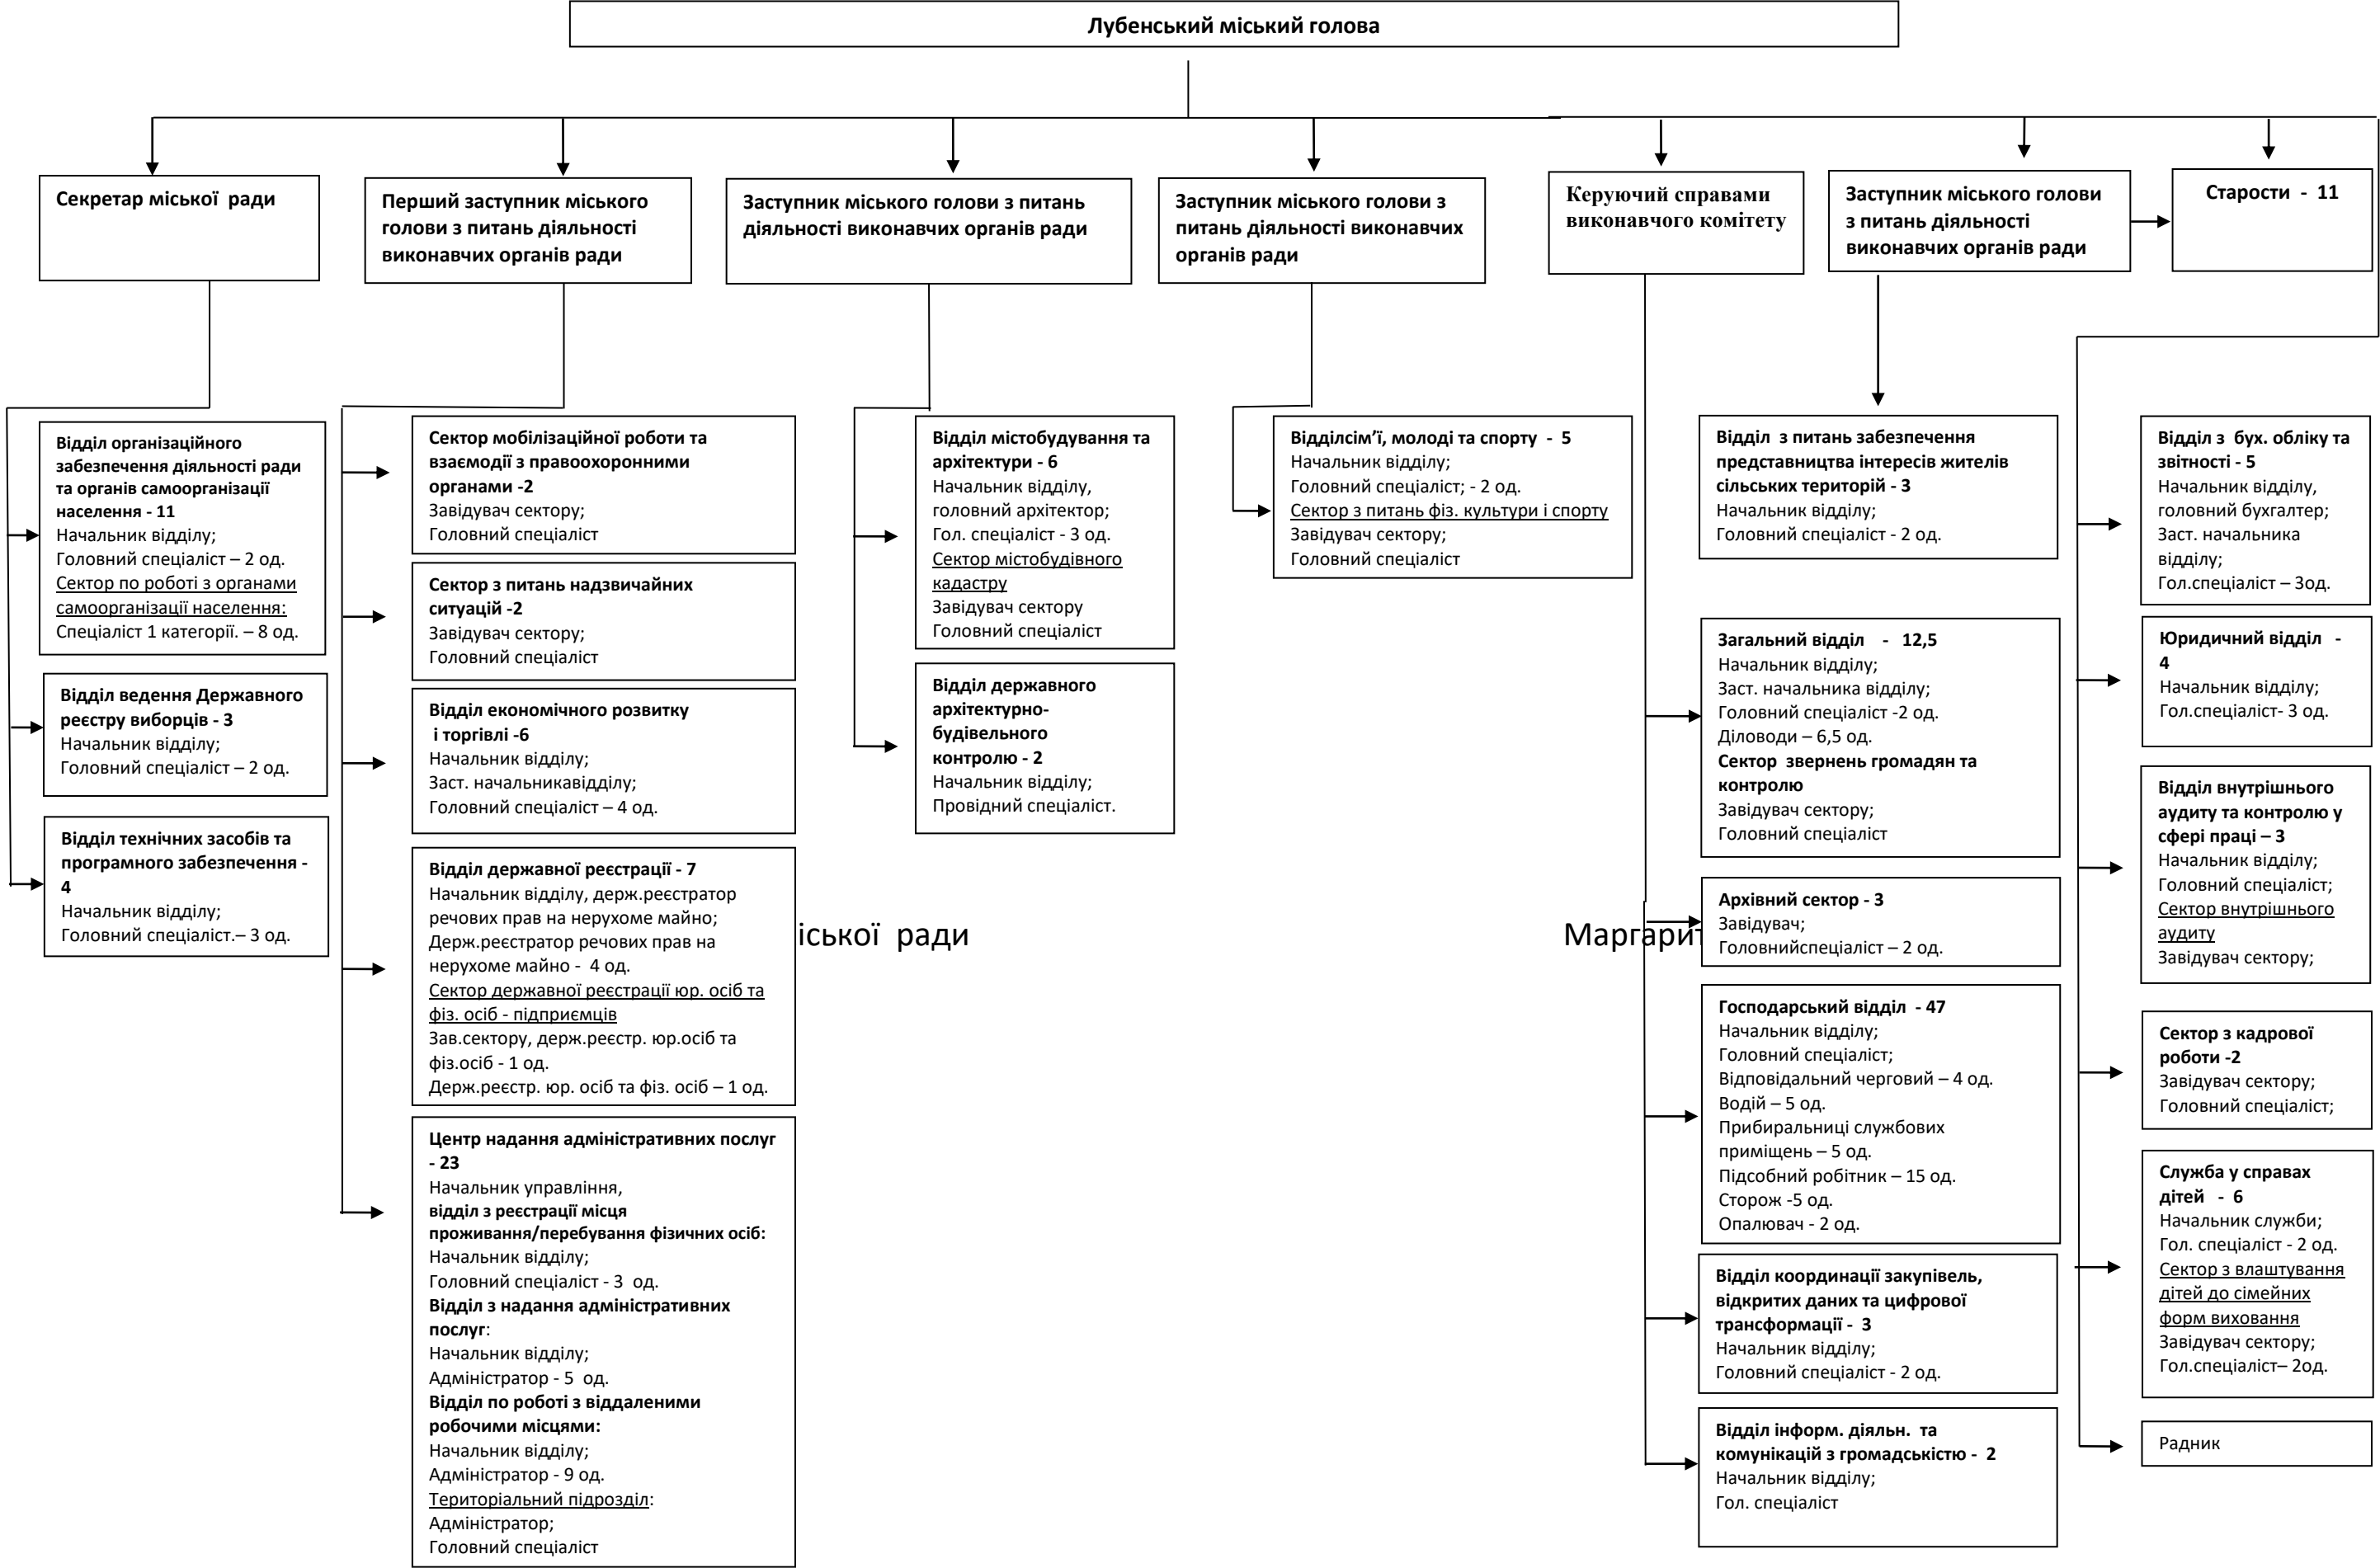 Лубенський міський голова
Секретар міської ради
Перший заступник міського
голови з питань діяльності
виконавчих органів ради
Заступник міського голови з питань
діяльності виконавчих органів ради
Заступник міського голови з
питань діяльності виконавчих
органів ради
Керуючий справами
виконавчого комітету
Заступник міського голови
з питань діяльності
виконавчих органів ради
Старости - 11
Відділ організаційного
забезпечення діяльності ради
та органів самоорганізації
населення - 11
Начальник відділу;
Головний спеціаліст – 2 од.
Сектор по роботі з органами
самоорганізації населення:
Спеціаліст 1 категорії. – 8 од.
Відділ ведення Державного
реєстру виборців - 3
Начальник відділу;
Головний спеціаліст – 2 од.
Відділ технічних засобів та
програмного забезпечення -
4
Начальник відділу;
Головний спеціаліст.– 3 од.
Сектор мобілізаційної роботи та
взаємодії з правоохоронними
органами -2
Завідувач сектору;
Головний спеціаліст
Сектор з питань надзвичайних
ситуацій -2
Завідувач сектору;
Головний спеціаліст
Відділ економічного розвитку
і торгівлі -6
Начальник відділу;
Заст. начальникавідділу;
Головний спеціаліст – 4 од.
Відділ державної реєстрації - 7
Начальник відділу, держ.реєстратор
речових прав на нерухоме майно;
Держ.реєстратор речових прав на
нерухоме майно - 4 од.
Сектор державної реєстрації юр. осіб та
фіз. осіб - підприємців
Зав.сектору, держ.реєстр. юр.осіб та
фіз.осіб - 1 од.
Держ.реєстр. юр. осіб та фіз. осіб – 1 од.
Центр надання адміністративних послуг
- 23
Начальник управління,
відділ з реєстрації місця
проживання/перебування фізичних осіб:
Начальник відділу;
Головний спеціаліст - 3 од.
Відділ з надання адміністративних
послуг:
Начальник відділу;
Адміністратор - 5 од.
Відділ по роботі з віддаленими
робочими місцями:
Начальник відділу;
Адміністратор - 9 од.
Територіальний підрозділ:
Адміністратор;
Головний спеціаліст
Відділ містобудування та
архітектури - 6
Начальник відділу,
головний архітектор;
Гол. спеціаліст - 3 од.
Сектор містобудівного
кадастру
Завідувач сектору
Головний спеціаліст
Відділ державного
архітектурно-
будівельного
контролю - 2
Начальник відділу;
Провідний спеціаліст.
іської ради
Відділсім’ї, молоді та спорту - 5
Начальник відділу;
Головний спеціаліст; - 2 од.
Сектор з питань фіз. культури і спорту
Завідувач сектору;
Головний спеціаліст
Маргарит
Відділ з питань забезпечення
представництва інтересів жителів
сільських територій - 3
Начальник відділу;
Головний спеціаліст - 2 од.
Загальний відділ - 12,5
Начальник відділу;
Заст. начальника відділу;
Головний спеціаліст -2 од.
Діловоди – 6,5 од.
Сектор звернень громадян та
контролю
Завідувач сектору;
Головний спеціаліст
Архівний сектор - 3
Завідувач;
Головнийспеціаліст – 2 од.
Господарський відділ - 47
Начальник відділу;
Головний спеціаліст;
Відповідальний черговий – 4 од.
Водій – 5 од.
Прибиральниці службових
приміщень – 5 од.
Підсобний робітник – 15 од.
Сторож -5 од.
Опалювач - 2 од.
Відділ координації закупівель,
відкритих даних та цифрової
трансформації - 3
Начальник відділу;
Головний спеціаліст - 2 од.
Відділ інформ. діяльн. та
комунікацій з громадськістю - 2
Начальник відділу;
Гол. спеціаліст
Відділ з бух. обліку та
звітності - 5
Начальник відділу,
головний бухгалтер;
Заст. начальника
відділу;
Гол.спеціаліст – 3од.
Юридичний відділ -
4
Начальник відділу;
Гол.спеціаліст- 3 од.
Відділ внутрішнього
аудиту та контролю у
сфері праці – 3
Начальник відділу;
Головний спеціаліст;
Сектор внутрішнього
аудиту
Завідувач сектору;
Сектор з кадрової
роботи -2
Завідувач сектору;
Головний спеціаліст;
Служба у справах
дітей - 6
Начальник служби;
Гол. спеціаліст - 2 од.
Сектор з влаштування
дітей до сімейних
форм виховання
Завідувач сектору;
Гол.спеціаліст– 2од.
Радник